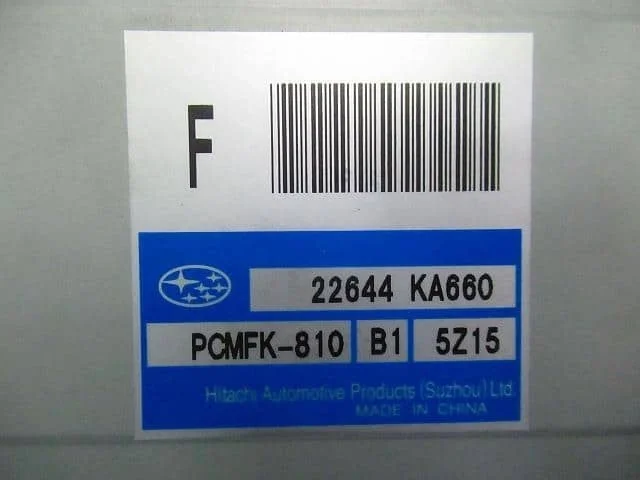 F
22644 KA660
PCMFK-810 B1 5Z15
Hitachi Automotive Products (Suzhou) Ltd.
MADE IN CHINA